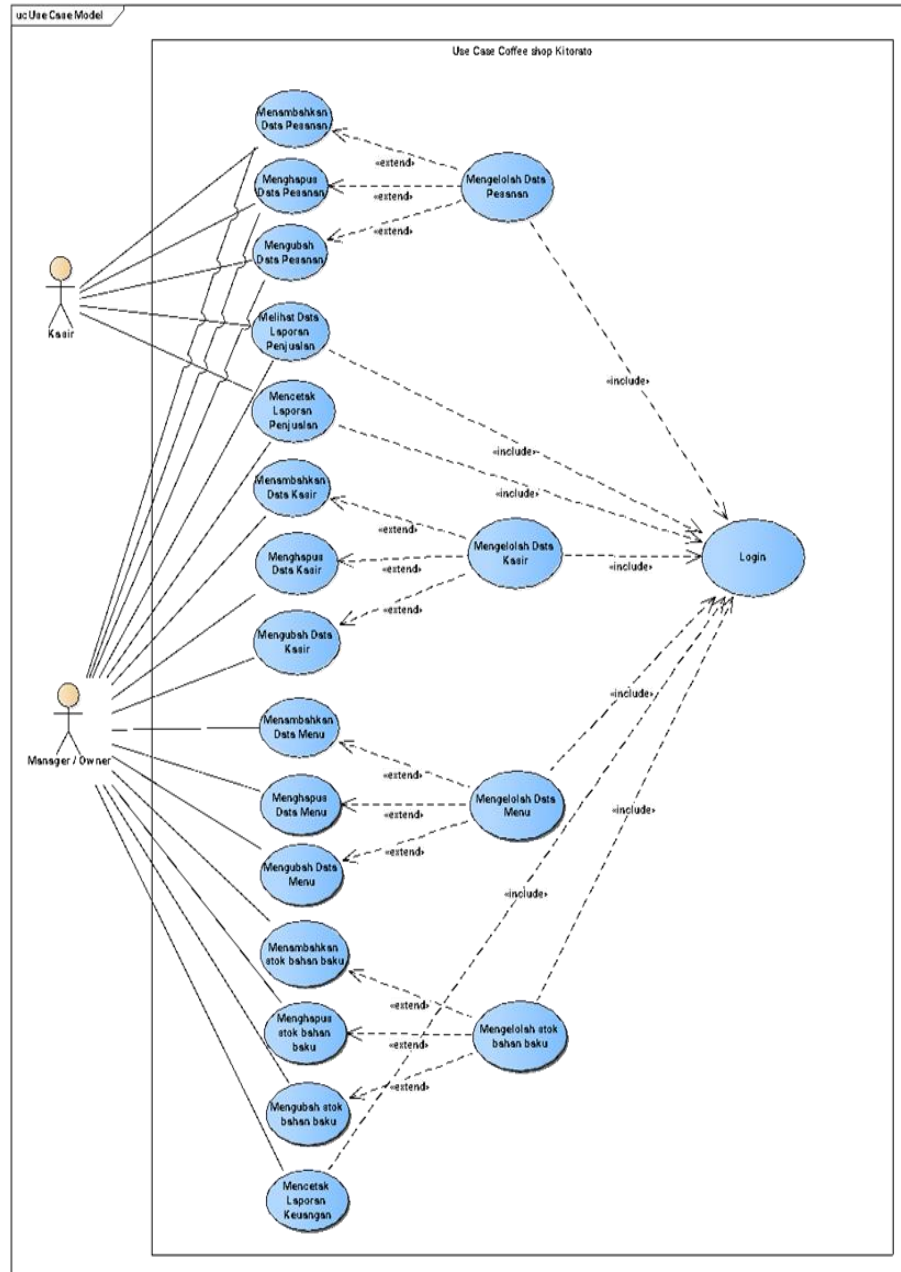 uc Use Case Model
Use Case Coffee shop Kitorato
Menambahkan
Data Pesanan
«extend»
Menghapus
Data Pesanan
«extend»
Mengelolah Data
Pesanan
«extend»
Mengubah
Data Pesanan
Kasir
Melihat Data
Laporan
Penjualan
«include»
Mencetak
Laporan
Penjualan
«include»
«include»
Menambahkan
Data Kasir
«extend»
Menghapus
Data Kasir
«extend»
Mengelolah Data
Kasir
«include»
Login
«extend»
Mengubah Data
Kasir
Manager / Owner
Menambahkan
Data Menu
«extend»
«include»
Menghapus
Data Menu
«extend»
Mengelolah Data
Menu
«include»
«extend»
Mengubah Data
Menu
«include»
Menambahkan
stok bahan baku
«extend»
Menghapus
stok bahan
baku
«extend»
Mengelolah stok
bahan baku
«extend»
Mengubah stok
bahan baku
Mencetak
Laporan
Keuangan